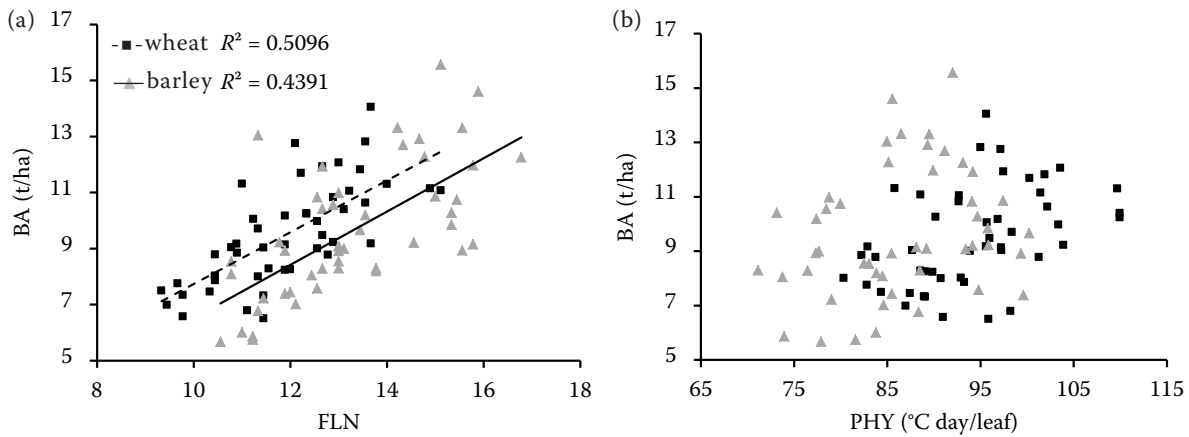 (a)
wheat R² = 0.5096
barley R² = 0.4391
BA (t/ha)
17
15
13
11
9
7
5
8 10 12 14 16 18
FLN
(b)
BA (t/ha)
17
15
13
11
9
7
5
65 75 85 95 105 115
PHY (°C day/leaf)